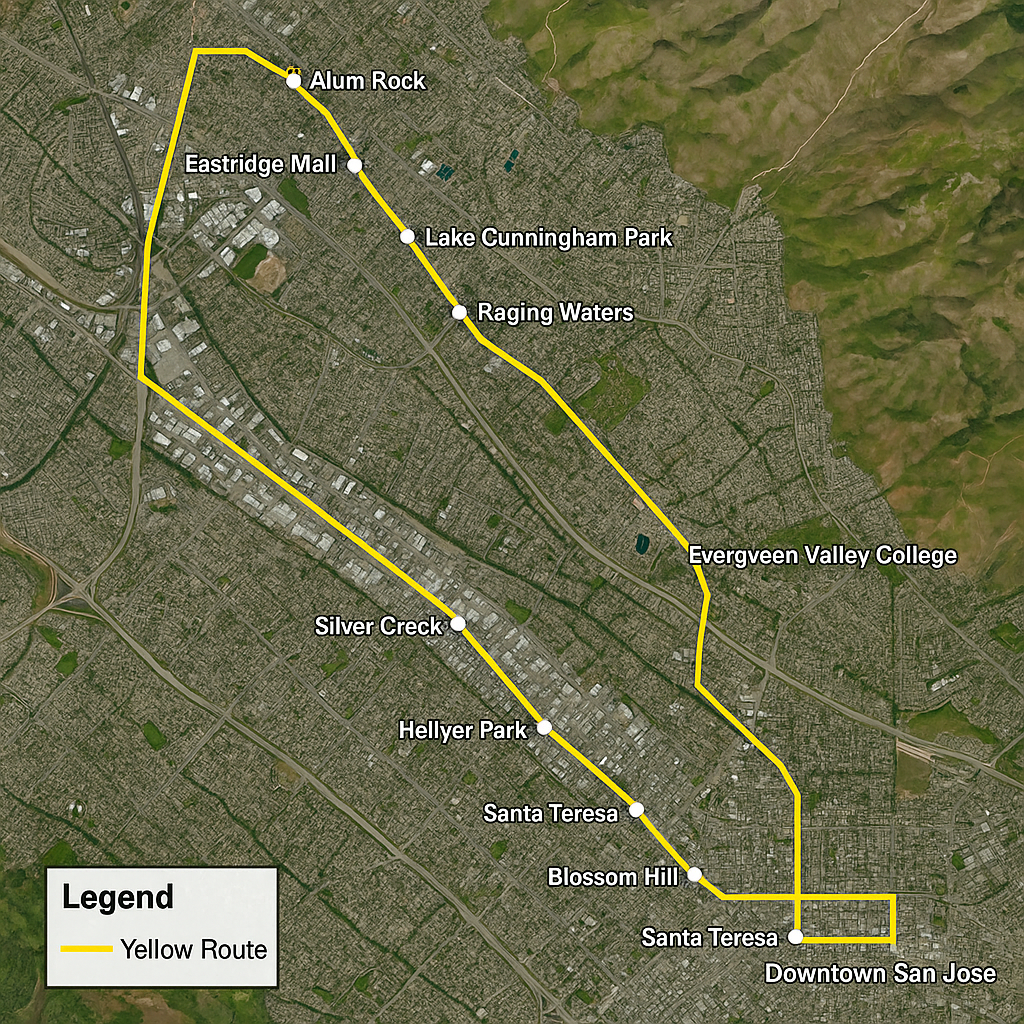 Alum Rock
Eastridge Mall
Lake Cunningham Park
Raging Waters
Evergveen Valley College
Silver Creck
Hellyer Park
Santa Teresa
Blossom Hill
Santa Teresa
Downtown San Jose
Legend
Yellow Route